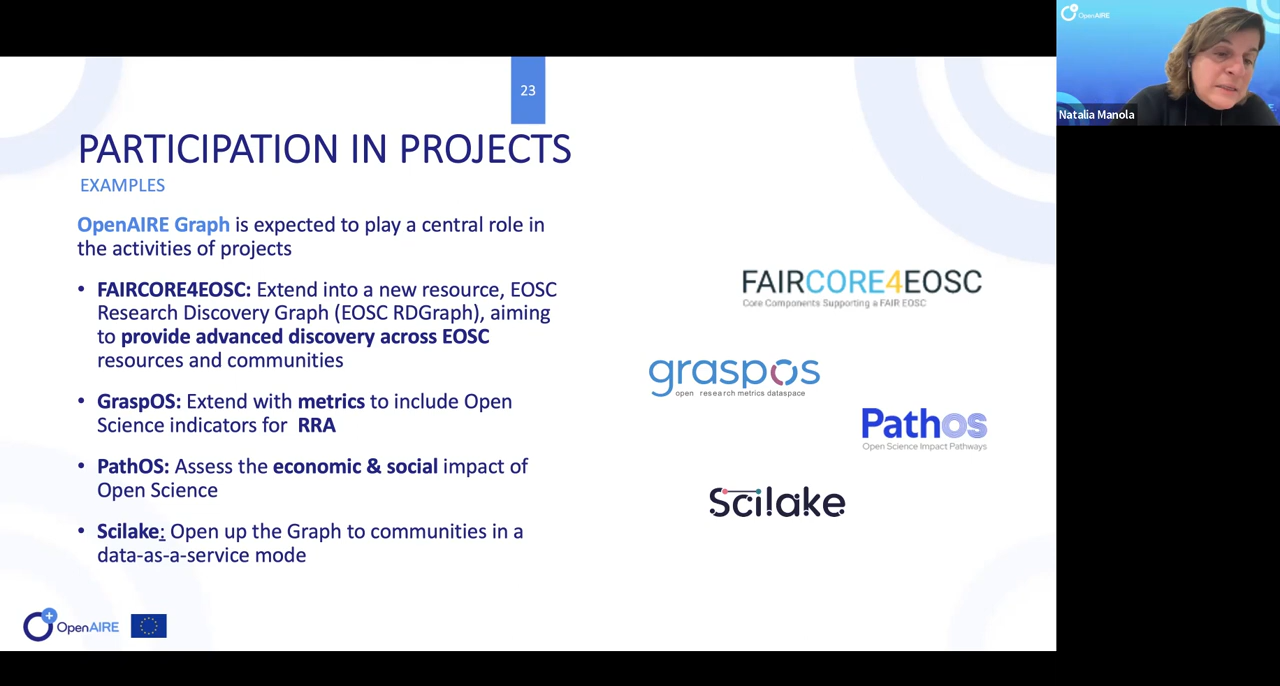 23
PARTICIPATION IN PROJECTS
EXAMPLES
OpenAIRE Graph is expected to play a central role in
the activities of projects
• FAIRCORE4EOSC: Extend into a new resource, EOSC
Research Discovery Graph (EOSC RDGraph), aiming
to provide advanced discovery across EOSC
resources and communities
• GraspOS: Extend with metrics to include Open
Science indicators for RRA
• PathOS: Assess the economic & social impact of
Open Science
• Scilake: Open up the Graph to communities in a
data-as-a-service mode
FAIRCORE4EOSC
Core Components Supporting a FAIR EOSC
graspos
open research metrics dataspace
PathOS
Open Science Impact Pathways
Scilake
OpenAIRE
OpenAIRE
Natalia Manola